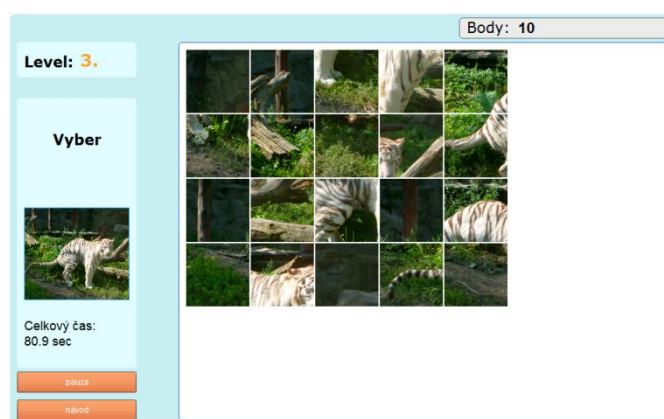 Body: 10
Level: 3.
Vyber
Celkový čas:
80.9 sec
pauza
návod